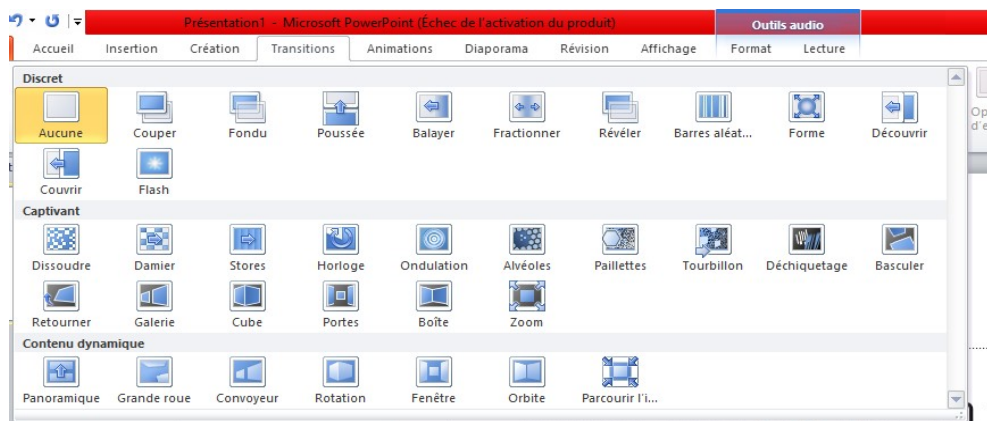 Présentation1 - Microsoft PowerPoint (Échec de l'activation du produit) Outils audio
Accueil Insertion Création Transitions Animations Diaporama Révision Affichage Format Lecture
Discret
Aucune Couper Fondu Poussée Balayer Fractionner Révéler Barres aléat... Forme Découvrir
Couvrir Flash
Captivant
Dissoudre Damier Stores Horloge Ondulation Alvéoles Paillettes Tourbillon Déchiquetage Basculer
Retourner Galerie Cube Portes Boîte Zoom
Contenu dynamique
Panoramique Grande roue Convoyeur Rotation Fenêtre Orbite Parcourir l'i...